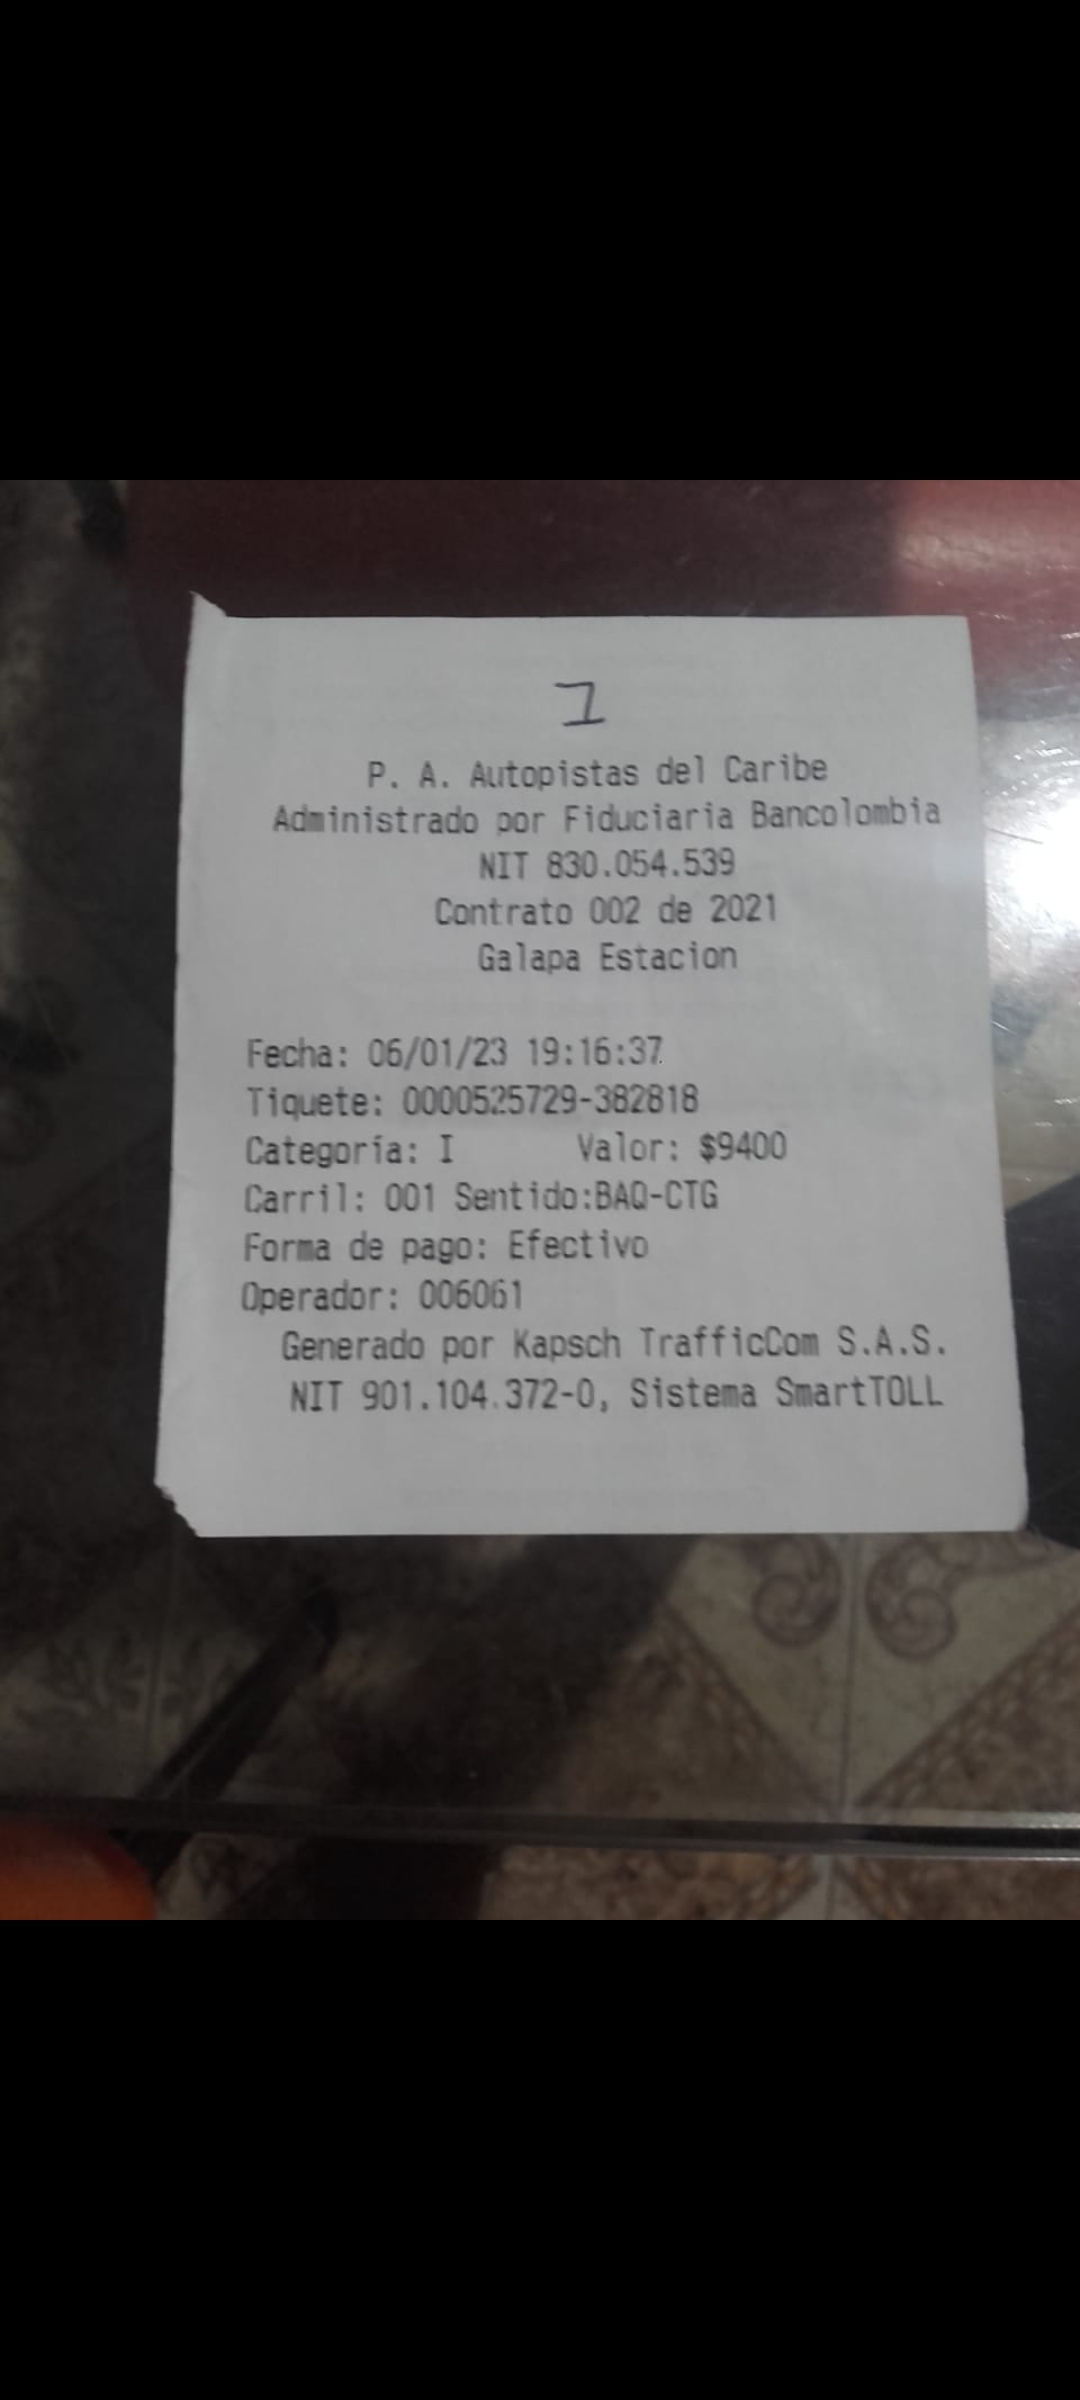 1
P. A. Autopistas del Caribe
Administrado por Fiduciaria Bancolombia
NIT 830.054.539
Contrato 002 de 2021
Galapa Estacion
Fecha: 06/01/23 19:16:37
Tiquete: 0000525729-382818
Categoría: I Valor: $9400
Carril: 001 Sentido:BAQ-CTG
Forma de pago: Efectivo
Operador: 006061
Generado por Kapsch TrafficCom S.A.S.
NIT 901.104.372-0, Sistema SmartTOLL